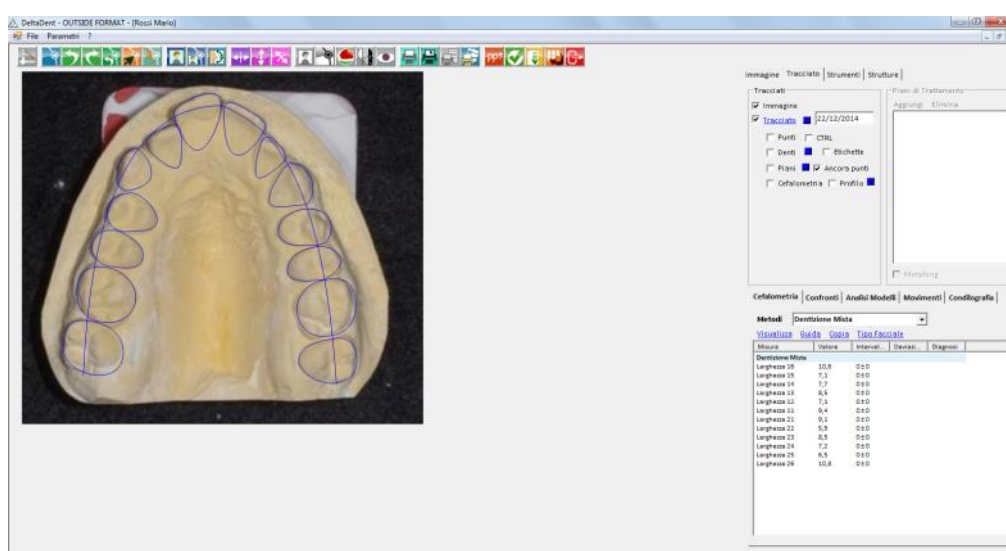 DeltaDent - OUTSIDE FORMAT - [Rossi Mario]
File Parametri ?
Immagine Tracciato Strumenti Strutture
Tracciati
Piani di Trattamento
Immagine
Aggiungi Elimina
Tracciato 22/12/2014
Punti CTRL
Denti Etichette
Piani Ancora punti
Cefalometria Profilo
Morphing
Cefalometria Confronti Analisi Modelli Movimenti Condilografia
Metodi Dentizione Mista
Visualizza Guida Copia Tipo Facciale
Misura Valore Interval... Deviazi... Diagnosi
Dentizione Mista
Larghezza 16 10,8 0±0
Larghezza 15 7,1 0±0
Larghezza 14 7,7 0±0
Larghezza 13 8,5 0±0
Larghezza 12 7,1 0±0
Larghezza 11 9,4 0±0
Larghezza 21 9,1 0±0
Larghezza 22 5,9 0±0
Larghezza 23 8,5 0±0
Larghezza 24 7,2 0±0
Larghezza 25 6,5 0±0
Larghezza 26 10,8 0±0